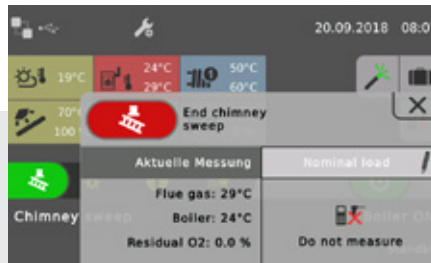 20.09.2018 08:0
19°C
24°C
29°C
50°C
60°C
70°
100
End chimney
sweep
Aktuelle Messung
Nominal load
Flue gas: 29°C
Boiler: 24°C
Residual O2: 0.0 %
Do not measure
Chimney sweep
Boiler